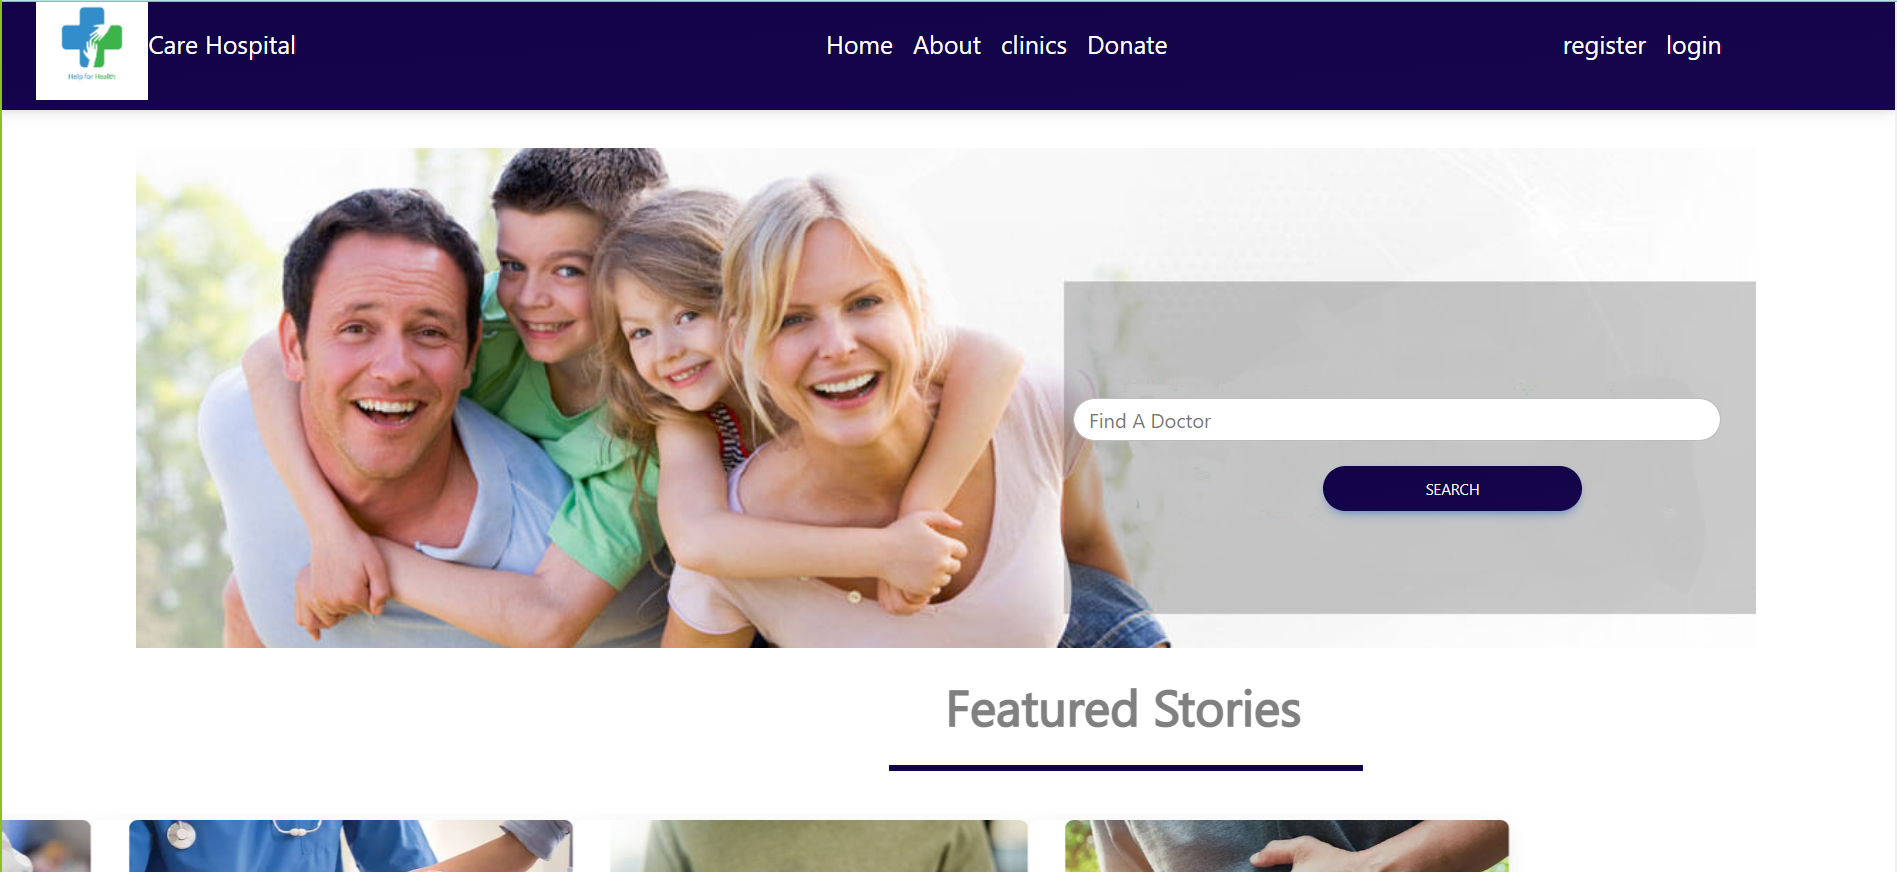 Help for Health
Care Hospital
Home About clinics Donate
register login
Find A Doctor
SEARCH
Featured Stories